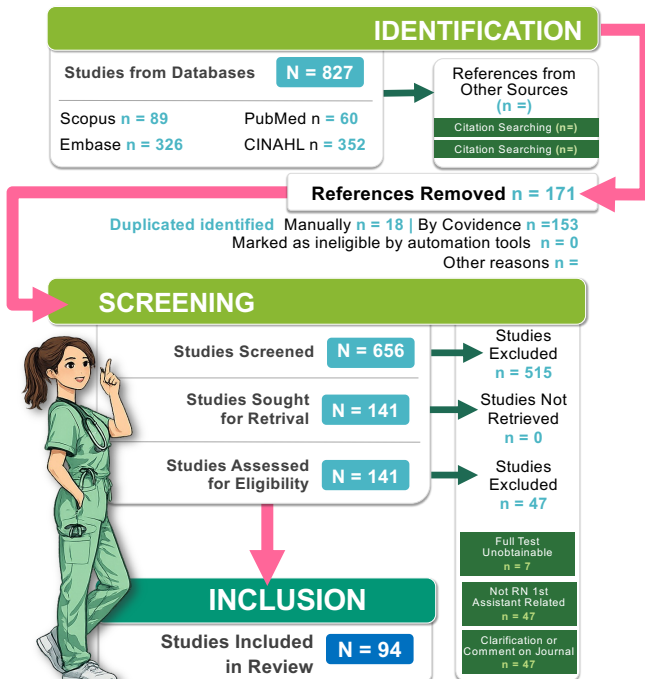 IDENTIFICATION
Studies from Databases N = 827
Scopus n = 89 PubMed n = 60
Embase n = 326 CINAHL n = 352
References from
Other Sources
(n =)
Citation Searching (n=)
Citation Searching (n=)
References Removed n = 171
Duplicated identified Manually n = 18 | By Covidence n =153
Marked as ineligible by automation tools n = 0
Other reasons n =
SCREENING
Studies Screened N = 656
Studies
Excluded
n = 515
Studies Sought
for Retrival N = 141
Studies Not
Retrieved
n = 0
Studies Assessed
for Eligibility N = 141
Studies
Excluded
n = 47
Full Test
Unobtainable
n = 7
Not RN 1st
Assistant Related
n = 47
Clarification or
Comment on Journal
n = 47
INCLUSION
Studies Included
in Review N = 94